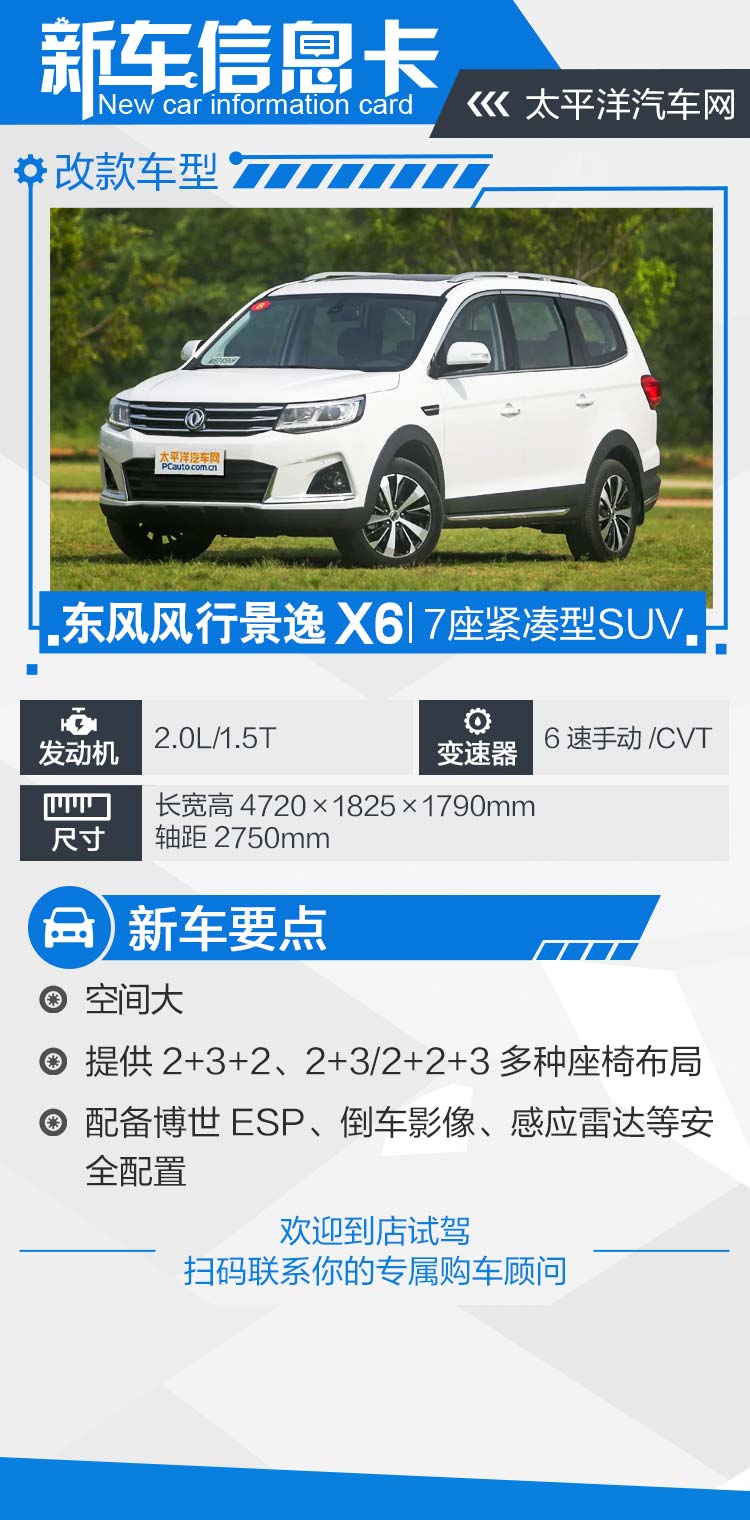 新车信息卡
New car information card
太平洋汽车网
改款车型
8
太平洋汽车网
PCauto.com.cn
东风风行景逸 X6 7座紧凑型SUV
发动机
2.0L/1.5T
变速器
6 速手动 /CVT
尺寸
长宽高 4720×1825×1790mm
轴距 2750mm
新车要点
空间大
提供 2+3+2、2+3/2+2+3 多种座椅布局
配备博世 ESP、倒车影像、感应雷达等安
全配置
欢迎到店试驾
扫码联系你的专属购车顾问